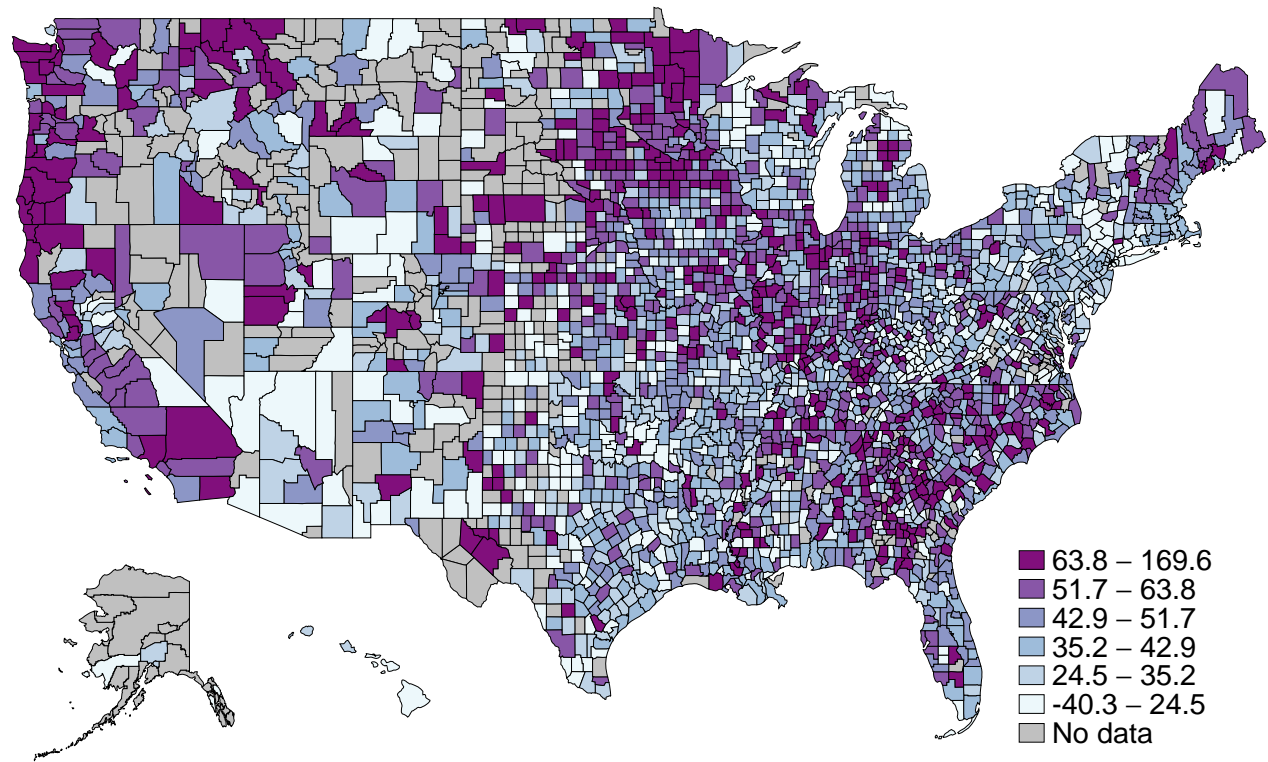 63.8 – 169.6
51.7 – 63.8
42.9 – 51.7
35.2 – 42.9
24.5 – 35.2
-40.3 – 24.5
No data